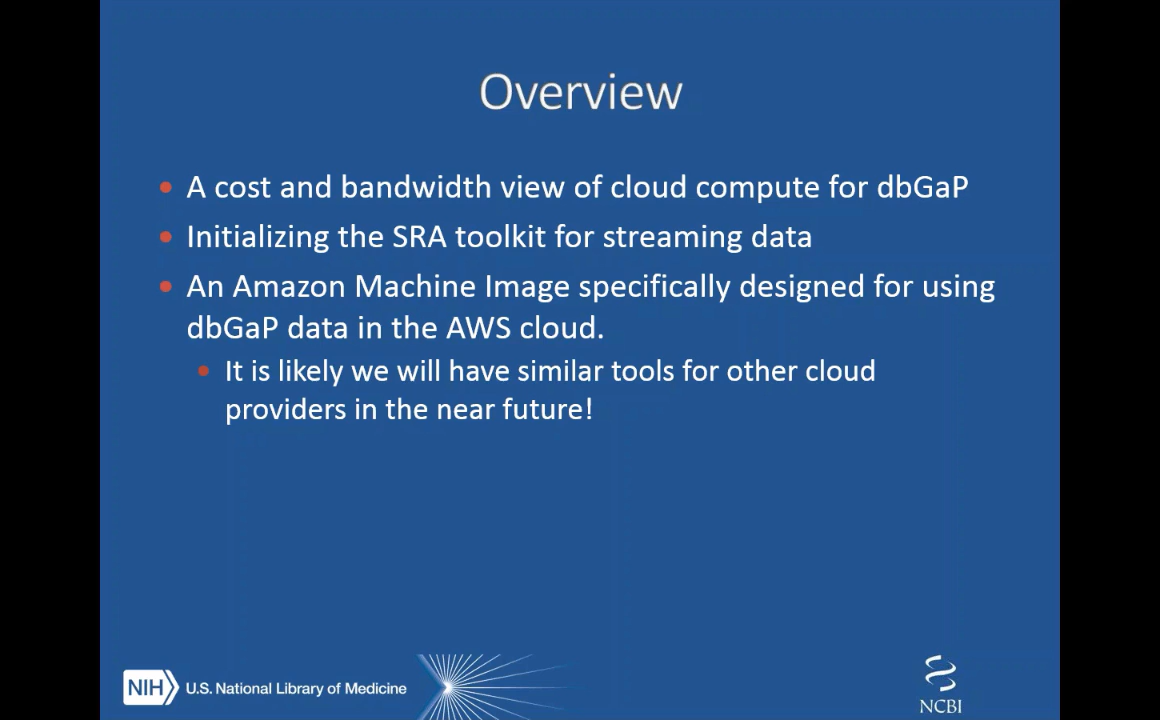 Overview
A cost and bandwidth view of cloud compute for dbGaP
Initializing the SRA toolkit for streaming data
An Amazon Machine Image specifically designed for using
dbGaP data in the AWS cloud.
It is likely we will have similar tools for other cloud
providers in the near future!
NIH U.S. National Library of Medicine
NCBI